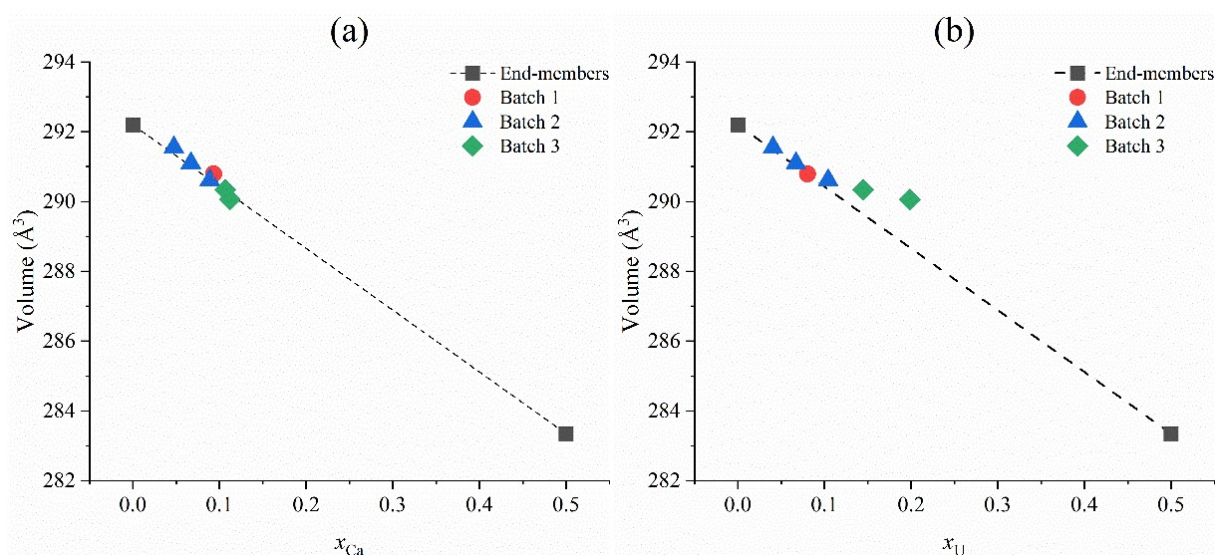 (a)
End-members
Batch 1
Batch 2
Batch 3
Volume (Å³)
294
292
290
288
286
284
282
0.0 0.1 0.2 0.3 0.4 0.5
xCa
(b)
End-members
Batch 1
Batch 2
Batch 3
Volume (Å³)
294
292
290
288
286
284
282
0.0 0.1 0.2 0.3 0.4 0.5
xU